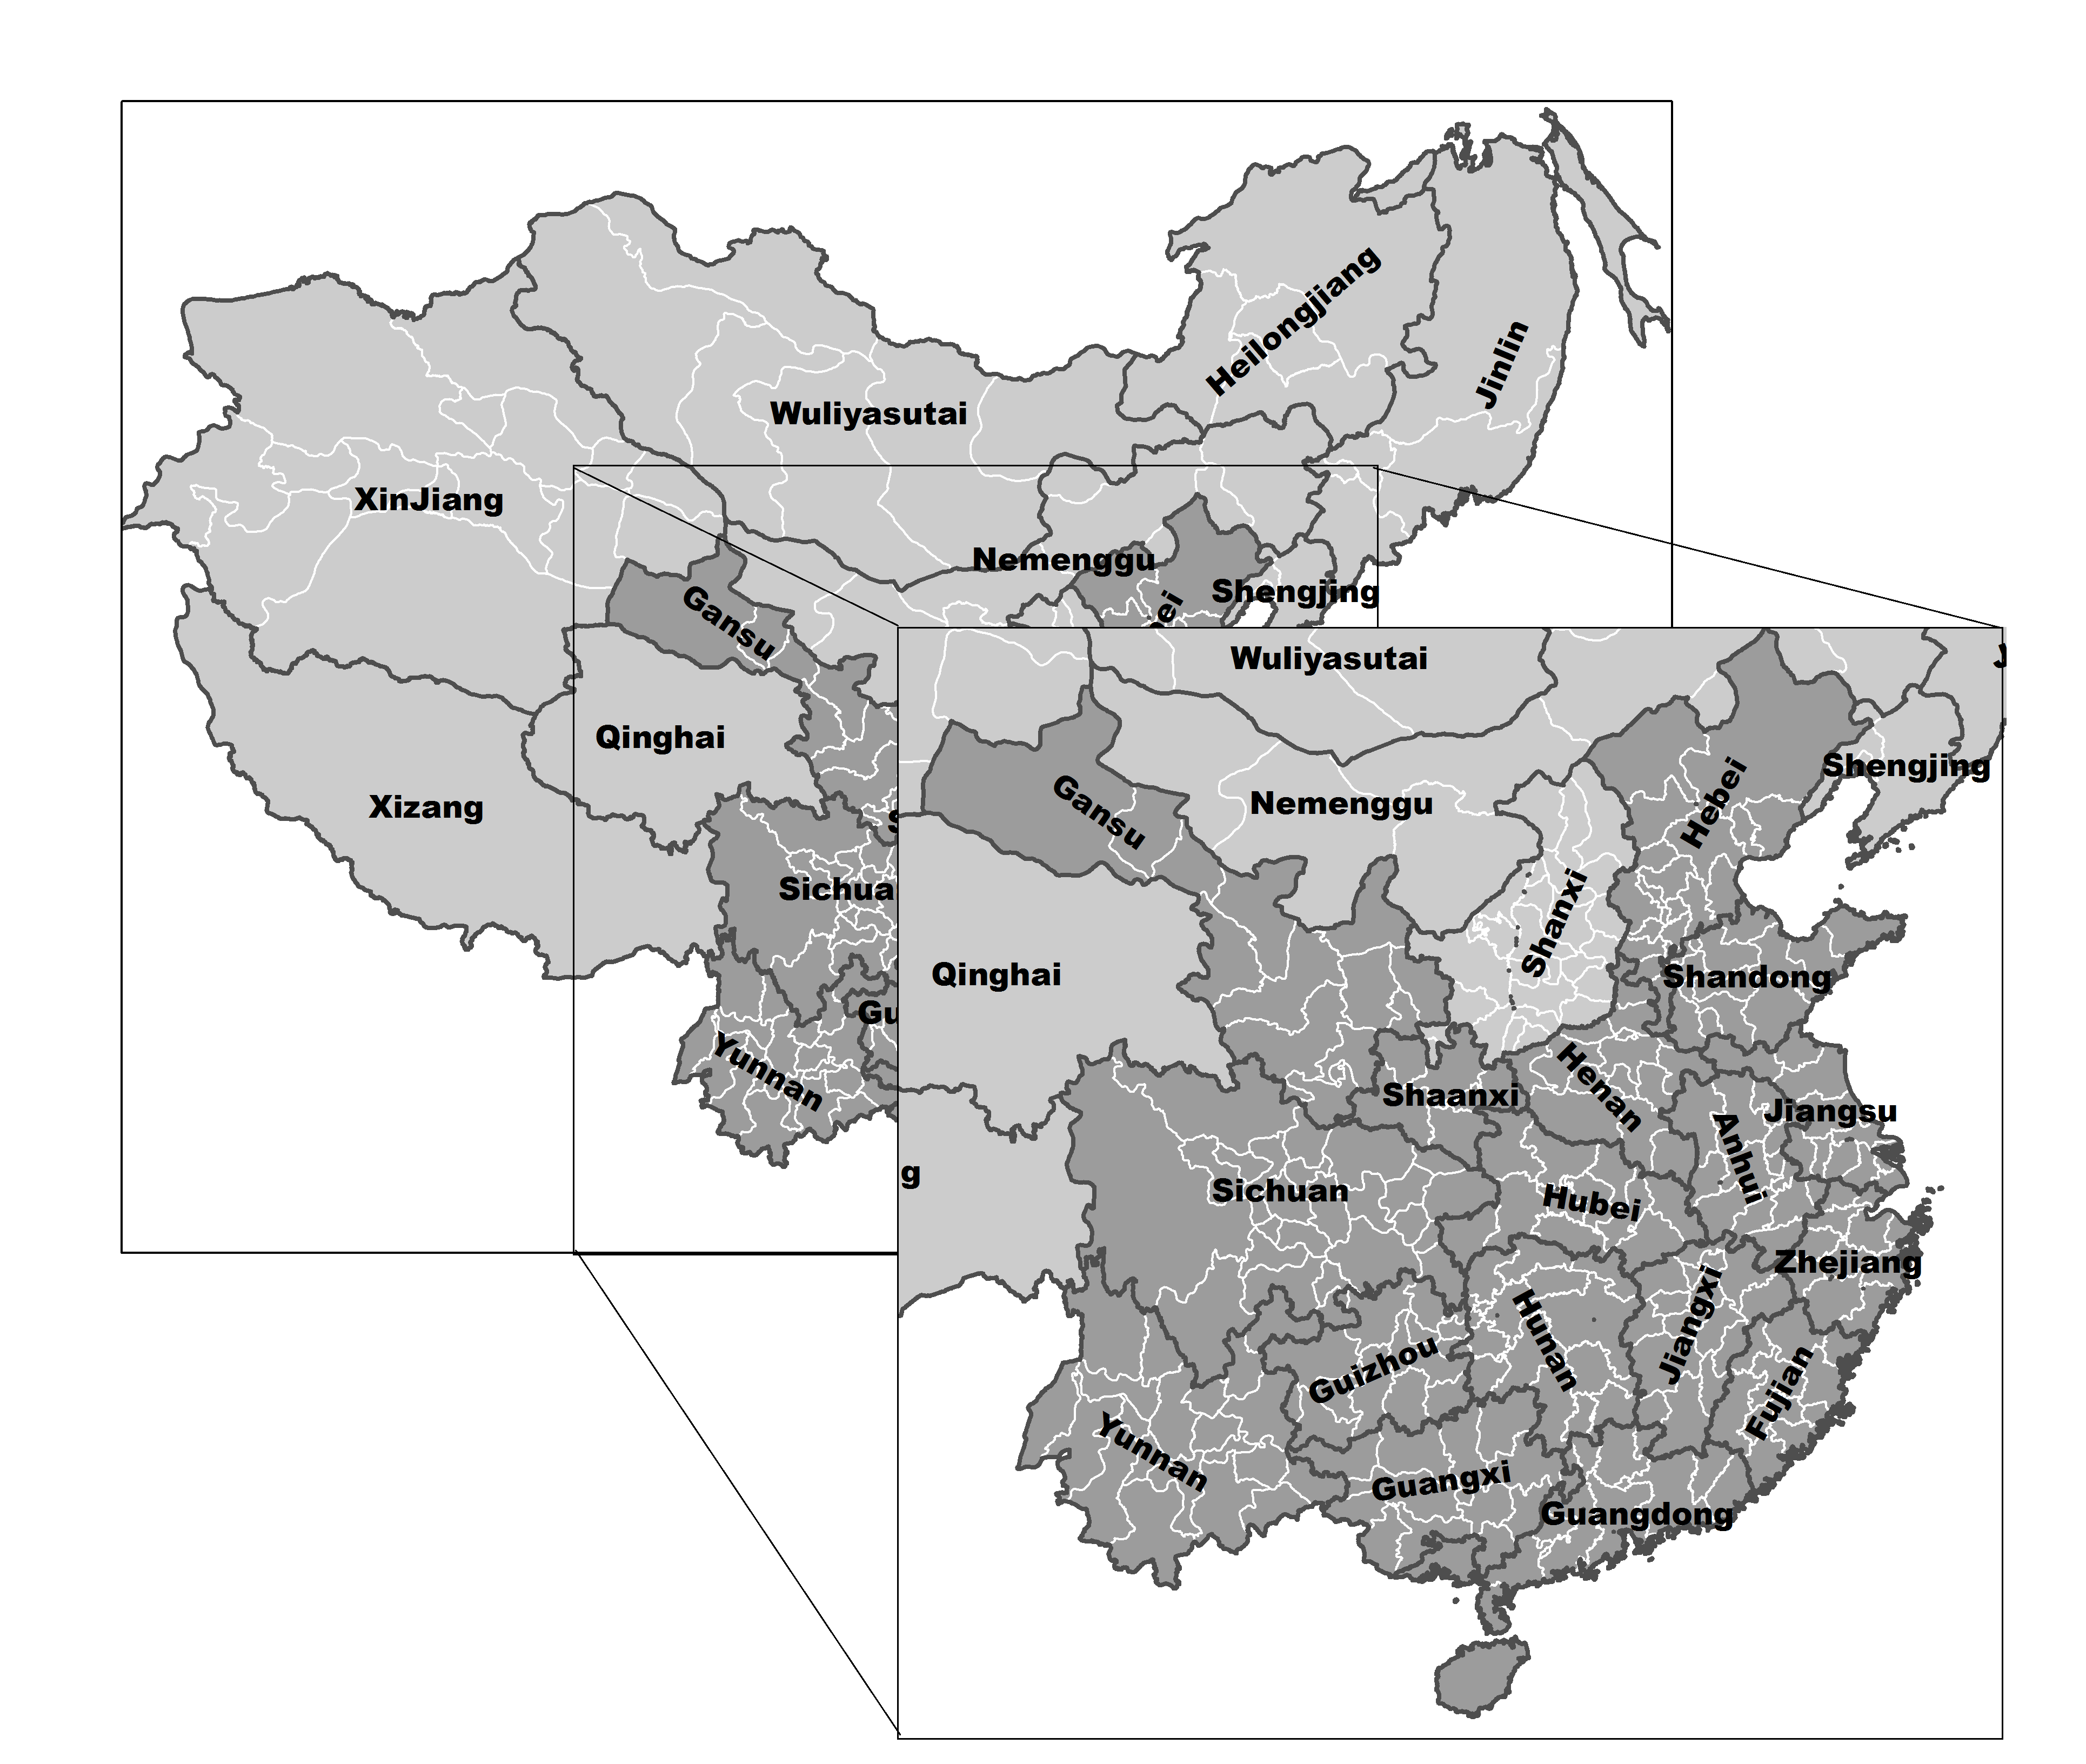 Heilongjiang
Jinlin
Wuliyasutai
XinJiang
Nemenggu
Shengjing
ei
Gansu
Qinghai
Xizang
S
Sichua
Gu
Yunnan
Wuliyasutai
J
Shengjing
Hebei
Gansu
Nemenggu
Shanxi
Qinghai
Shandong
Shaanxi
Henan
Jiangsu
Anhui
g
Sichuan
Hubei
Zhejiang
Jiangxi
Hunan
Guizhou
Fujian
Yunnan
Guangxi
Guangdong